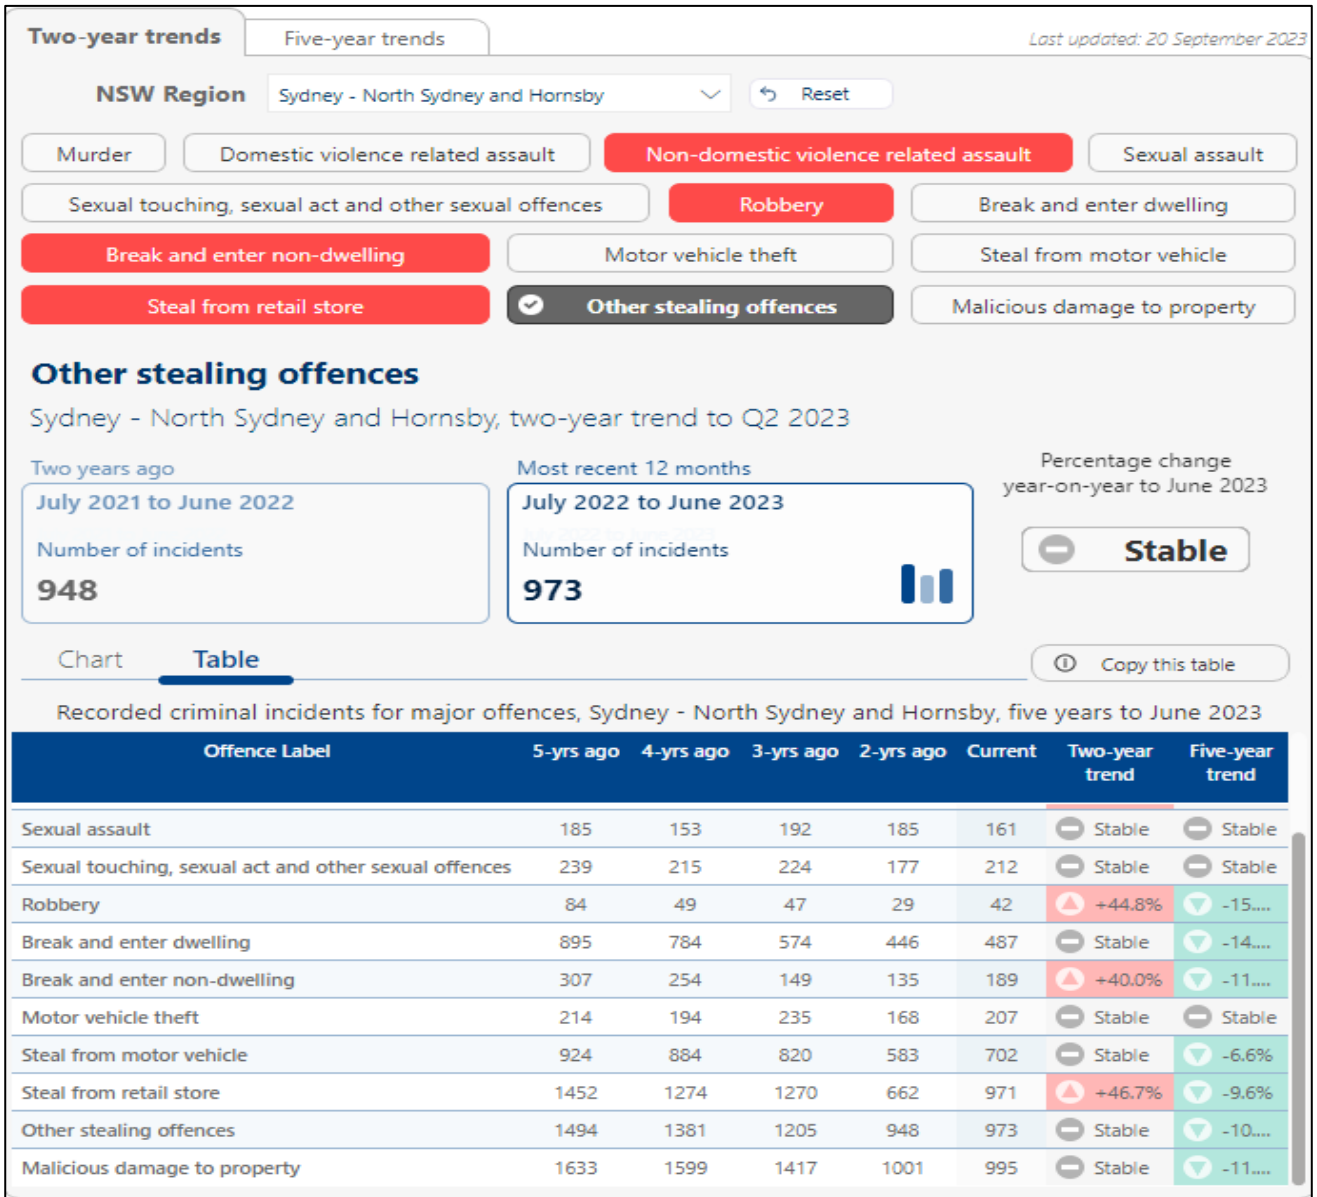 Two-year trends Five-year trends Last updated: 20 September 2023
NSW Region Sydney - North Sydney and Hornsby Reset
Murder Domestic violence related assault Non-domestic violence related assault Sexual assault
Sexual touching, sexual act and other sexual offences Robbery Break and enter dwelling
Break and enter non-dwelling Motor vehicle theft Steal from motor vehicle
Steal from retail store Other stealing offences Malicious damage to property
Other stealing offences
Sydney - North Sydney and Hornsby, two-year trend to Q2 2023
Two years ago Most recent 12 months Percentage change
year-on-year to June 2023
July 2021 to June 2022 July 2022 to June 2023
Number of incidents Number of incidents Stable
948 973
Chart Table Copy this table
Recorded criminal incidents for major offences, Sydney - North Sydney and Hornsby, five years to June 2023
Offence Label 5-yrs ago 4-yrs ago 3-yrs ago 2-yrs ago Current Two-year trend Five-year trend
Sexual assault 185 153 192 185 161 Stable Stable
Sexual touching, sexual act and other sexual offences 239 215 224 177 212 Stable Stable
Robbery 84 49 47 29 42 +44.8% -15....
Break and enter dwelling 895 784 574 446 487 Stable -14....
Break and enter non-dwelling 307 254 149 135 189 +40.0% -11....
Motor vehicle theft 214 194 235 168 207 Stable Stable
Steal from motor vehicle 924 884 820 583 702 Stable -6.6%
Steal from retail store 1452 1274 1270 662 971 +46.7% -9.6%
Other stealing offences 1494 1381 1205 948 973 Stable -10....
Malicious damage to property 1633 1599 1417 1001 995 Stable -11....